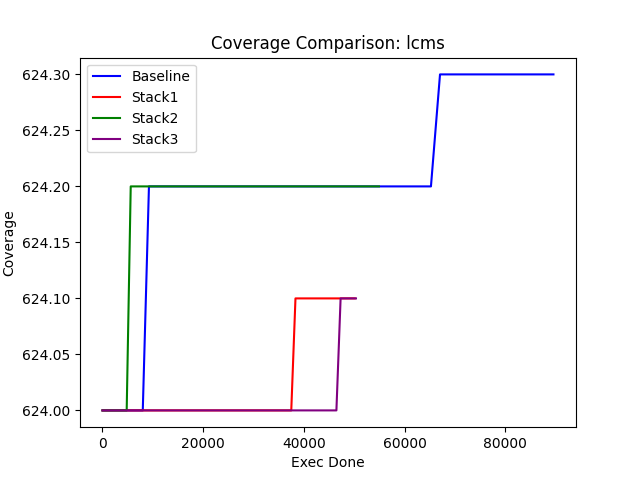 Coverage Comparison: lcms
624.30
624.25
624.20
624.15
624.10
624.05
624.00
Coverage
Baseline
Stack1
Stack2
Stack3
0 20000 40000 60000 80000
Exec Done